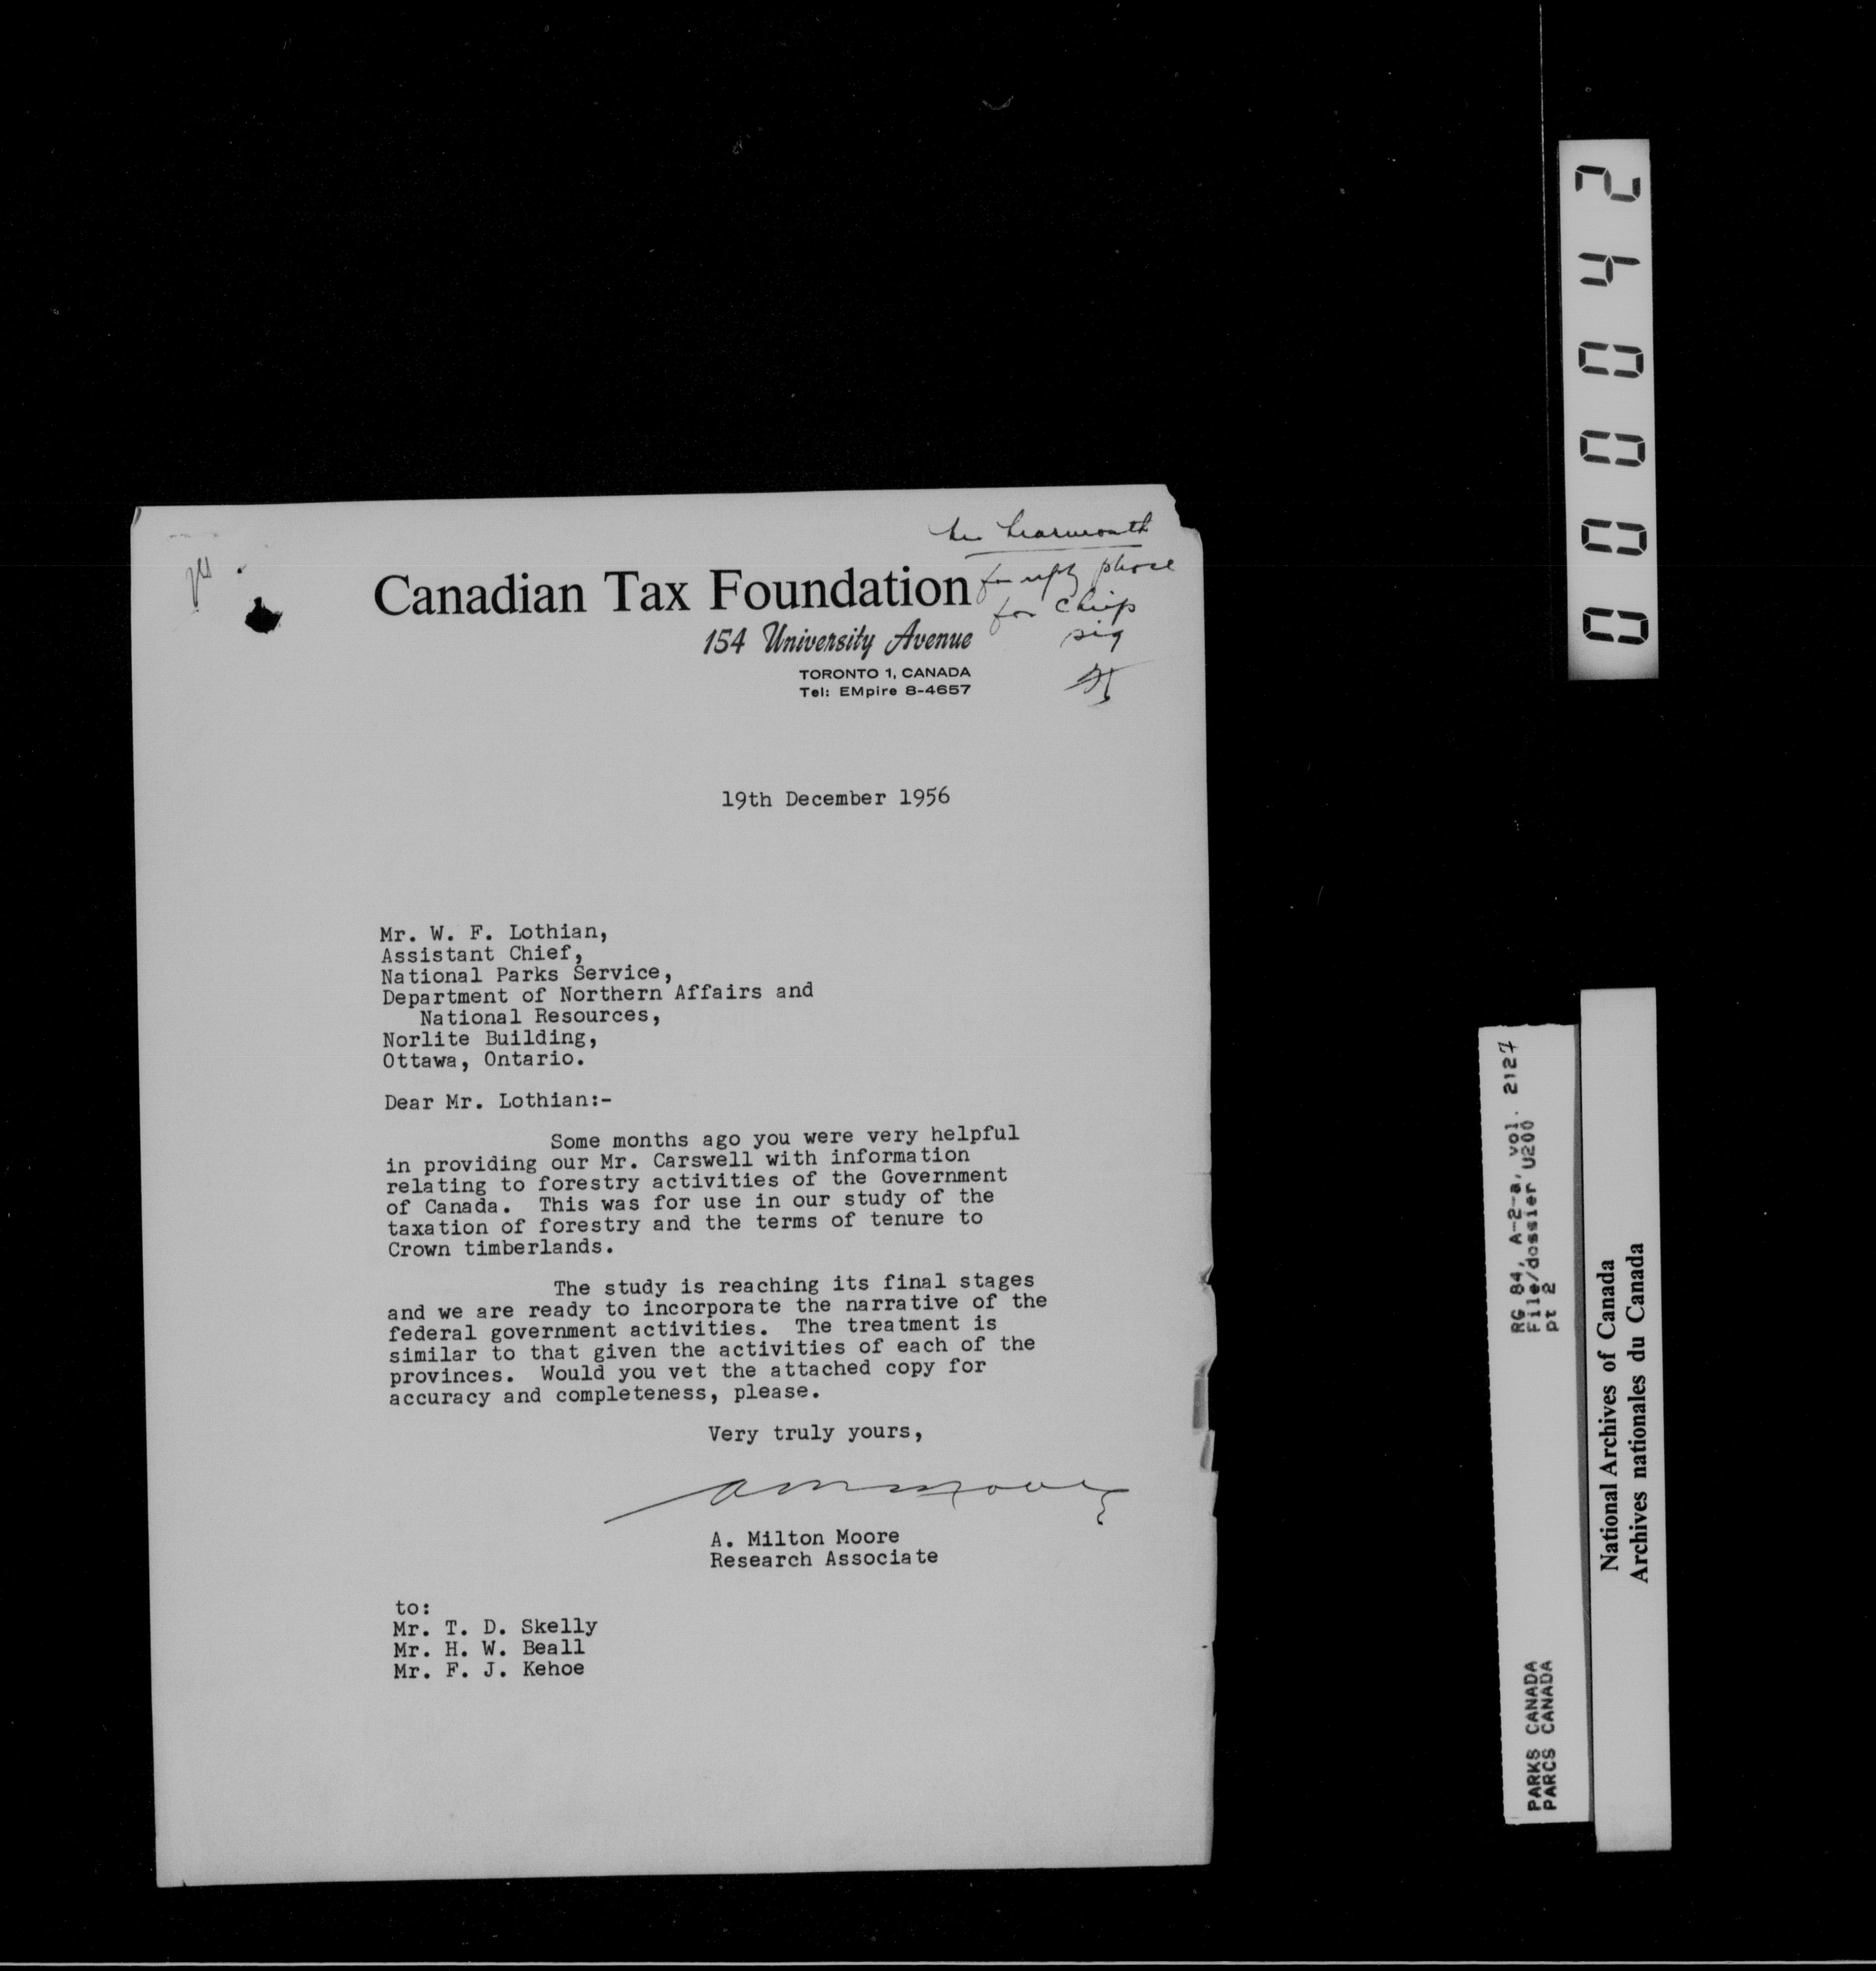 Mr Learmonth
for reply please
for Chief's
sig
Canadian Tax Foundation
154 University Avenue
TORONTO 1, CANADA
Tel: EMpire 8-4657
19th December 1956
Mr. W. F. Lothian,
Assistant Chief,
National Parks Service,
Department of Northern Affairs and
National Resources,
Norlite Building,
Ottawa, Ontario.
Dear Mr. Lothian:-
Some months ago you were very helpful
in providing our Mr. Carswell with information
relating to forestry activities of the Government
of Canada. This was for use in our study of the
taxation of forestry and the terms of tenure to
Crown timberlands.
The study is reaching its final stages
and we are ready to incorporate the narrative of the
federal government activities. The treatment is
similar to that given the activities of each of the
provinces. Would you vet the attached copy for
accuracy and completeness, please.
Very truly yours,
A. Milton Moore
Research Associate
to:
Mr. T. D. Skelly
Mr. H. W. Beall
Mr. F. J. Kehoe
000042
RG 84, A-2-a, vol. 2127
File/dossier U200
pt 2
PARKS CANADA
PARCS CANADA
National Archives of Canada
Archives nationales du Canada